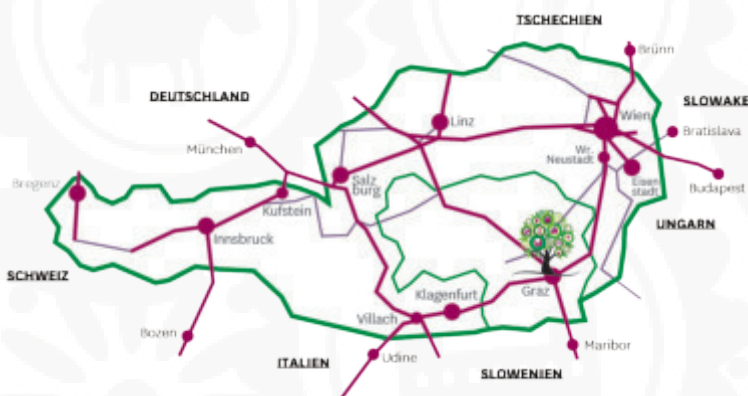 TSCHECHIEN
Brünn
DEUTSCHLAND
SLOWAKE
Wien
Linz
Bratislava
München
Wr.
Neustadt
Salz
burg
Eisen
stadt
Budapest
Bregenz
Kufstein
UNGARN
Innsbruck
SCHWEIZ
Graz
Klagenfurt
Villach
Bozen
Maribor
ITALIEN
Udine
SLOWENIEN